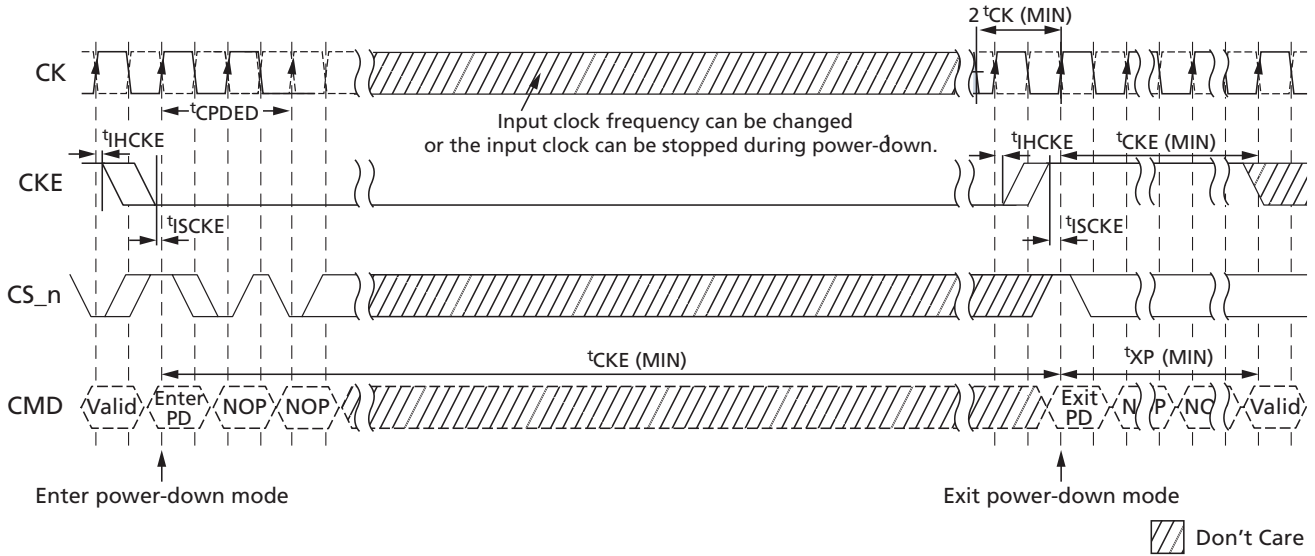 2 tCK (MIN)
CK
tCPDED
Input clock frequency can be changed
or the input clock can be stopped during power-down.1
tIHCKE
tIHCKE
tCKE (MIN)
CKE
tISCKE
tISCKE
CS_n
tCKE (MIN)
tXP (MIN)
CMD
Valid
Enter PD
NOP
NOP
Exit PD
N P
NO
Valid
Enter power-down mode
Exit power-down mode
Don't Care